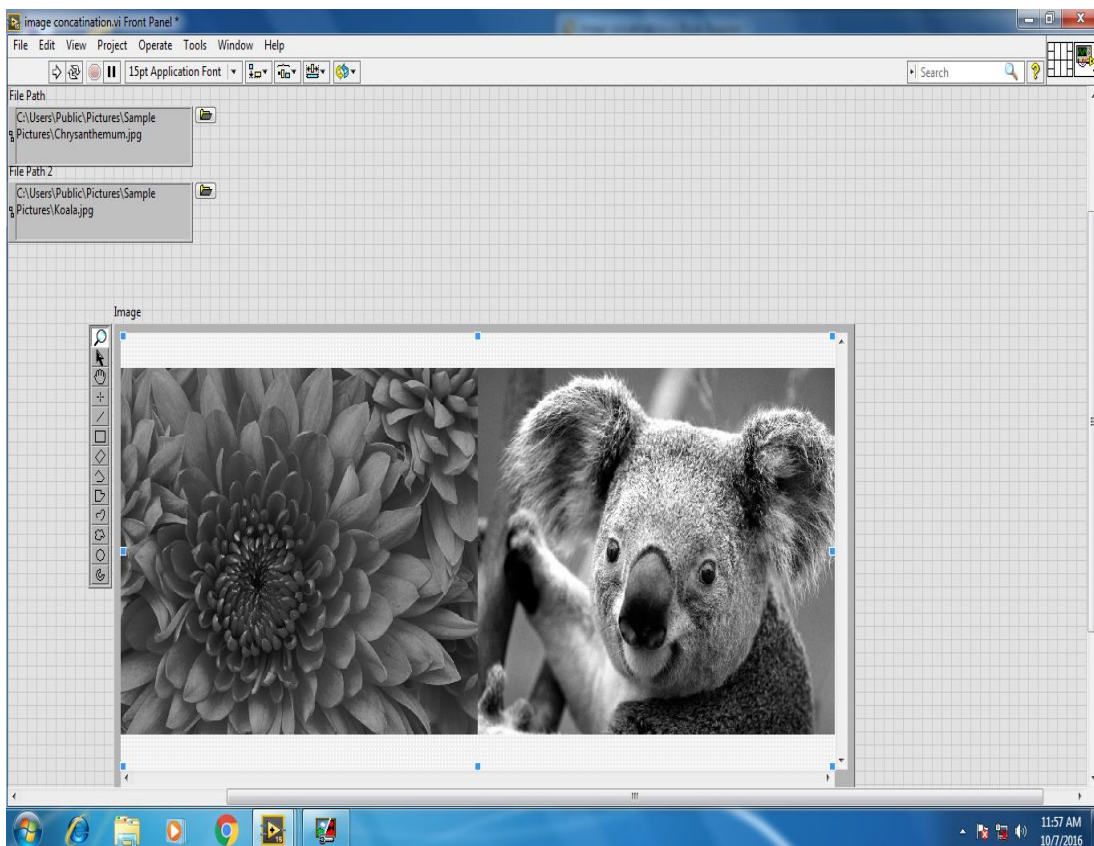 image concatination.vi Front Panel *
File Edit View Project Operate Tools Window Help
15pt Application Font
Search
File Path
C:\Users\Public\Pictures\Sample
Pictures\Chrysanthemum.jpg
File Path 2
C:\Users\Public\Pictures\Sample
Pictures\Koala.jpg
Image
11:57 AM
10/7/2016